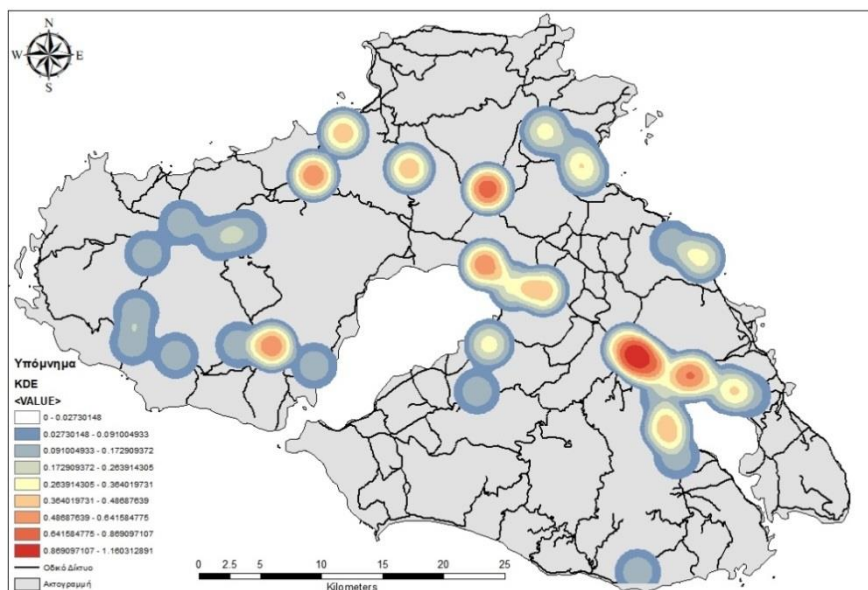 N
W E
S
Υπόμνημα
KDE
<VALUE>
0 - 0.02730148
0.02730148 - 0.091004933
0.091004933 - 0.172909372
0.172909372 - 0.263914305
0.263914305 - 0.364019731
0.364019731 - 0.48687639
0.48687639 - 0.641584775
0.641584775 - 0.869097107
0.869097107 - 1.160312891
Οδικό Δίκτυο
Ακτογραμμή
0 2.5 5 10 15 20 25
Kilometers